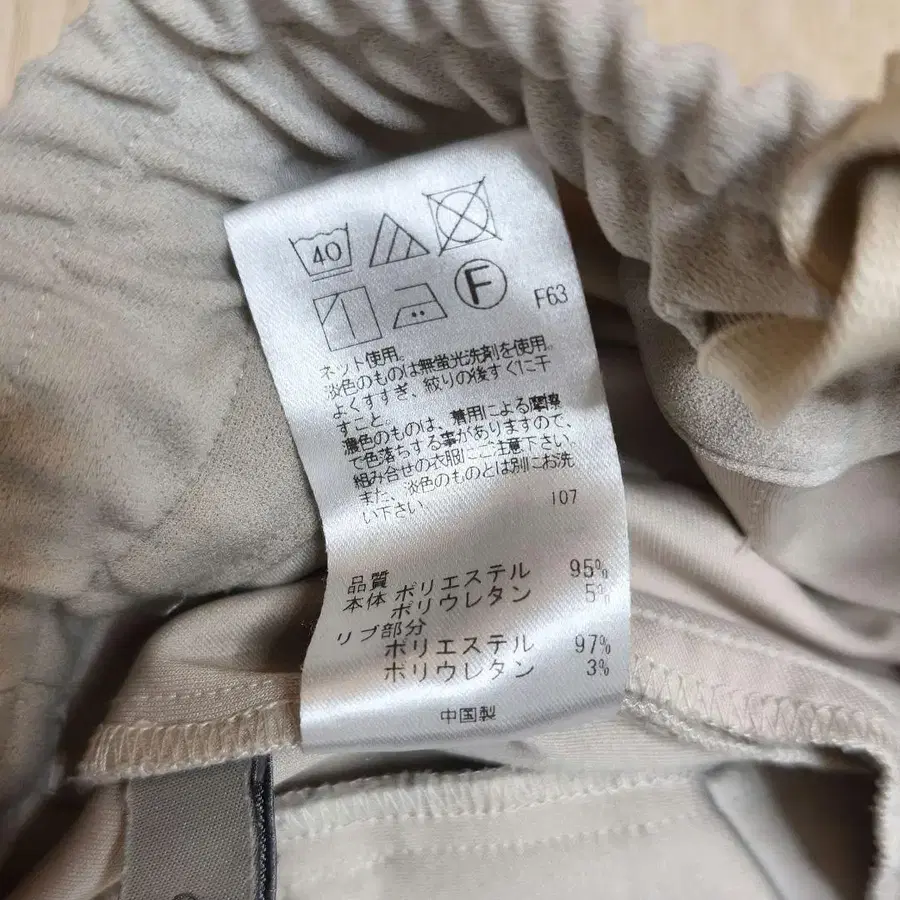 40
F
F63
ネット使用。
淡色のものは無蛍光洗剤を使用。
よくすすぎ、絞りの後すぐに干
すこと。
濃色のものは、着用による摩擦
で色落ちする事がありますので、
組み合せの衣服にご注意下さい。
また、淡色のものとは別にお洗
い下さい 107
品質
本体 ポリエステル 95%
ポリウレタン 5%
リブ部分
ポリエステル 97%
ポリウレタン 3%
中国製